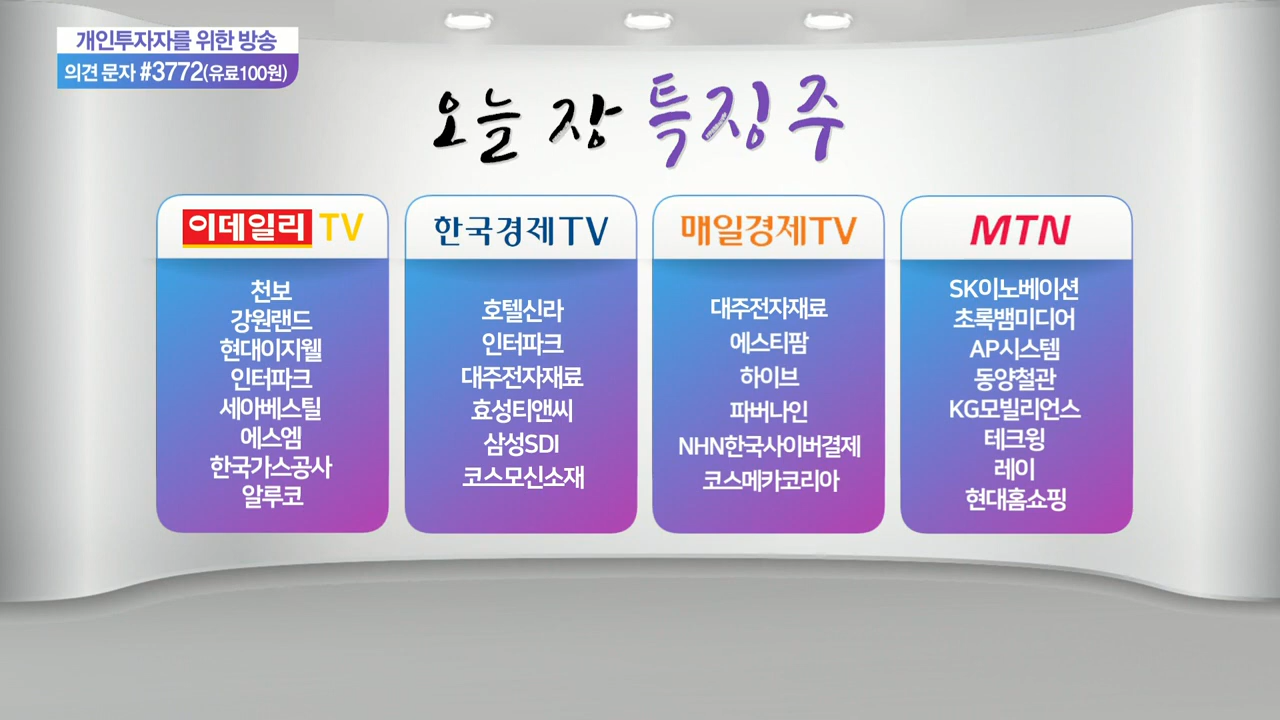 개인투자자를 위한 방송
의견 문자 #3772(유료100원)
오늘 장 특징주
이데일리 TV
천보
강원랜드
현대이지웰
인터파크
세아베스틸
에스엠
한국가스공사
알루코
한국경제TV
호텔신라
인터파크
대주전자재료
효성티앤씨
삼성SDI
코스모신소재
매일경제TV
대주전자재료
에스티팜
하이브
파버나인
NHN한국사이버결제
코스메카코리아
MTN
SK이노베이션
초록뱀미디어
AP시스템
동양철관
KG모빌리언스
테크윙
레이
현대홈쇼핑